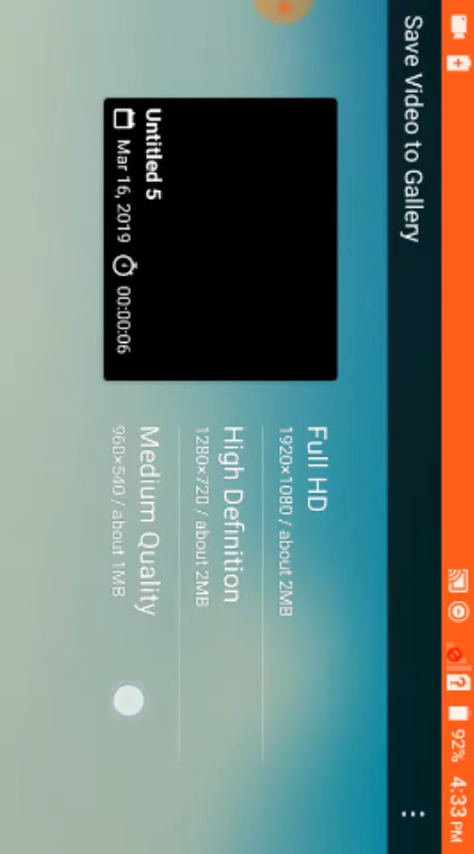 92% 4:33 PM
Save Video to Gallery
Untitled 5
Mar 16, 2019 00:00:06
Full HD
1920×1080 / about 2MB
High Definition
1280×720 / about 2MB
Medium Quality
960×540 / about 1MB